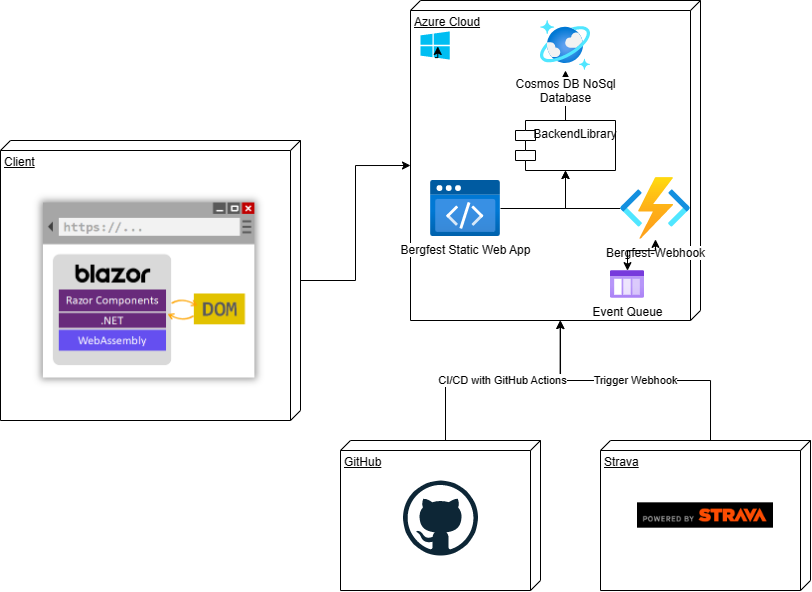 Azure Cloud
Cosmos DB NoSql
Database
BackendLibrary
Bergfest Static Web App
Bergfest-Webhook
Event Queue
Client
https://...
blazor
Razor Components
.NET
WebAssembly
DOM
CI/CD with GitHub Actions
Trigger Webhook
GitHub
Strava
POWERED BY STRAVA